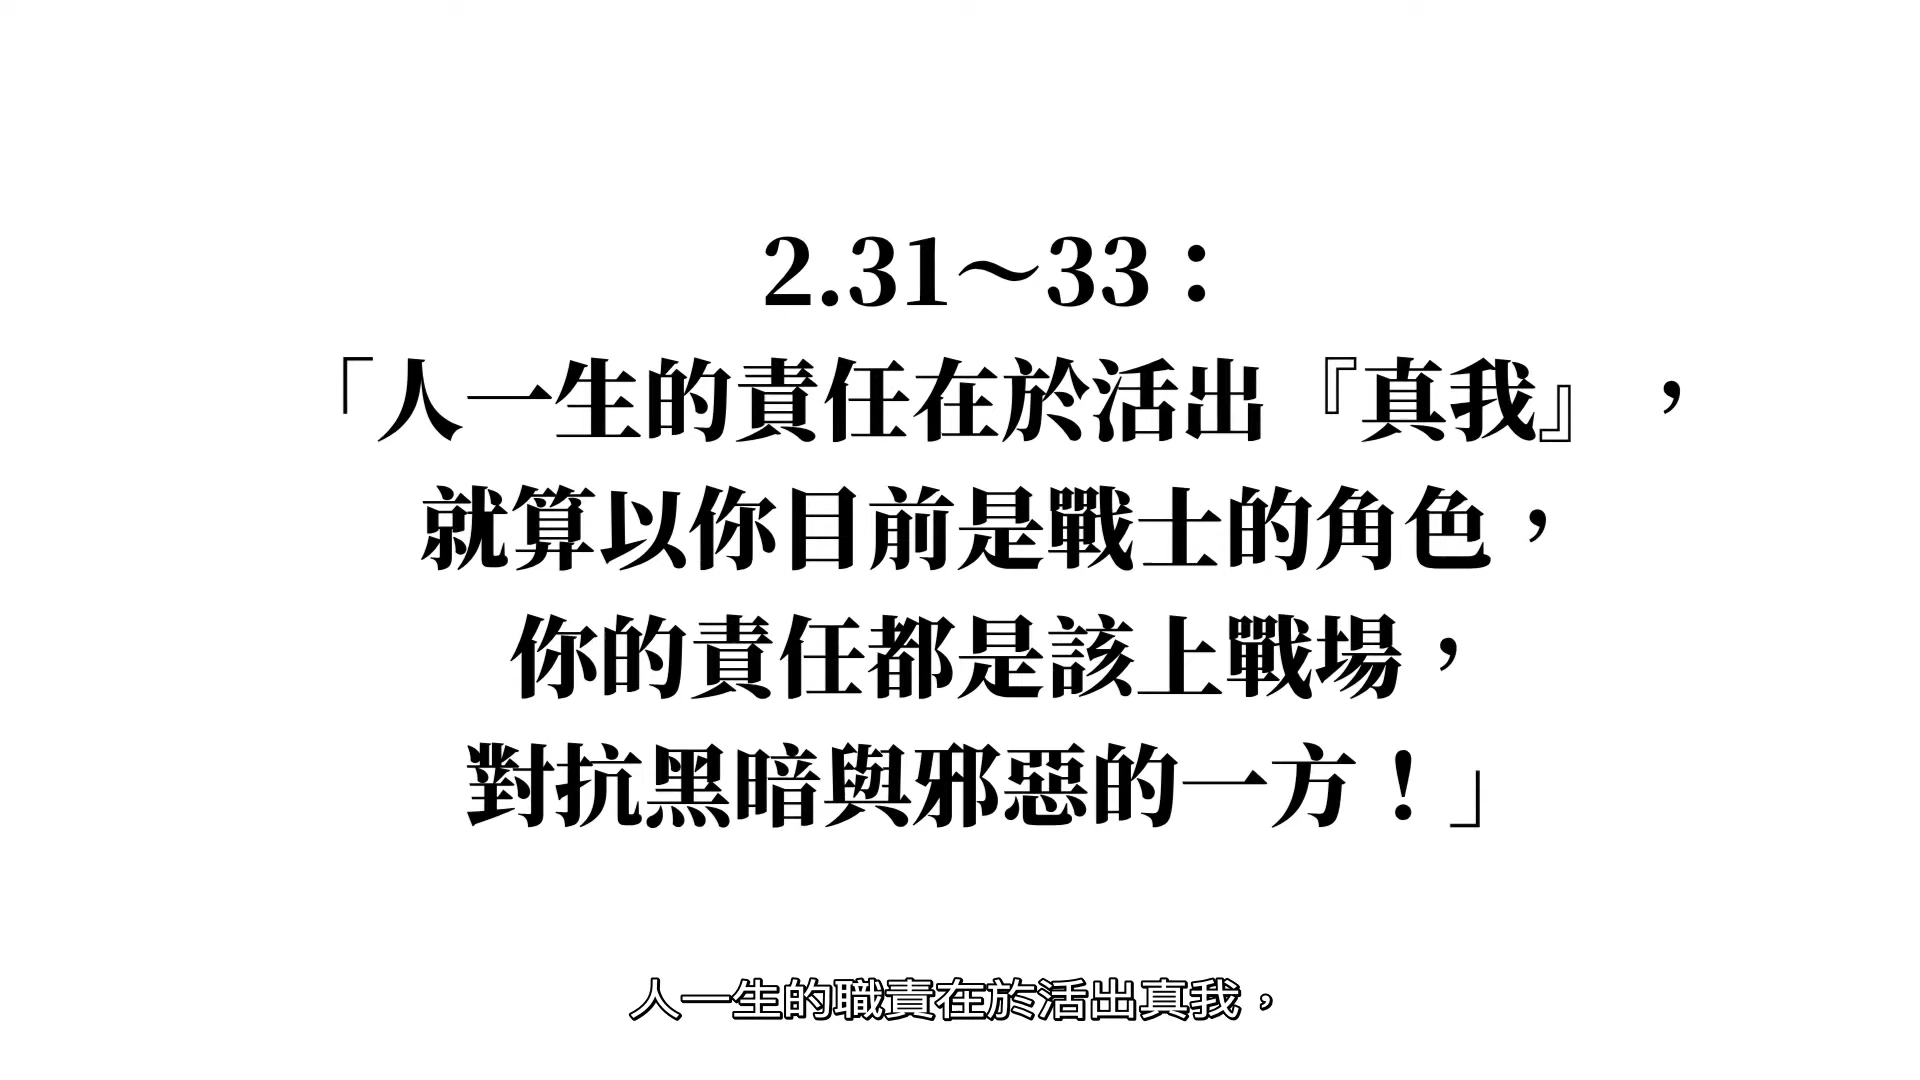 2.31～33：
「人一生的責任在於活出『真我』，
就算以你目前是戰士的角色，
你的責任都是該上戰場，
對抗黑暗與邪惡的一方！」
人一生的職責在於活出真我，